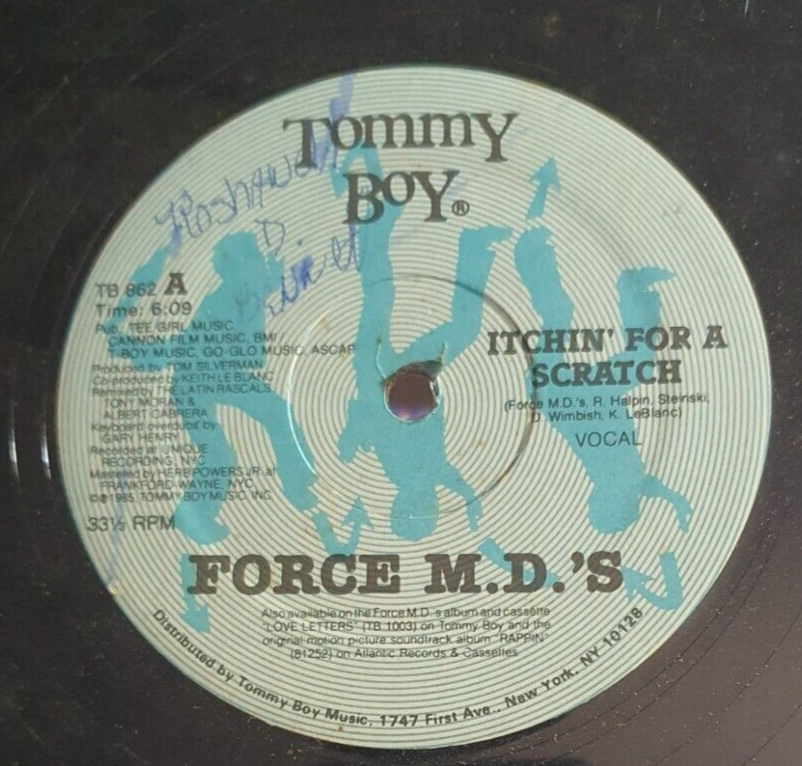 Tommy
Boy®
D.
TB 862 A
Time: 6:09
Pub. TEE GIRL MUSIC,
CANNON FILM MUSIC, BMI/
T-BOY MUSIC, GO-GLO MUSIC, ASCAP
Produced by TOM SILVERMAN
Co-produced by KEITH LE BLANC
Remixed by THE LATIN RASCALS
TONY MORAN &
ALBERT CABRERA
Keyboard overdubs by
GARY HENRY
Recorded at UNIQUE
RECORDING, NYC
Mastered by HERB POWERS JR. at
FRANKFORD-WAYNE, NYC
©℗1985, TOMMY BOY MUSIC, INC.
33⅓ RPM
ITCHIN' FOR A
SCRATCH
(Force M.D.'s, R. Halpin, Steinski,
D. Wimbish, K. LeBlanc)
VOCAL
FORCE M.D.'S
Also available on the Force M.D.'s album and cassette
"LOVE LETTERS" (TB 1003) on Tommy Boy and the
original motion picture soundtrack album "RAPPIN'"
(81252) on Atlantic Records & Cassettes
Distributed by Tommy Boy Music, 1747 First Ave., New York, NY 10128